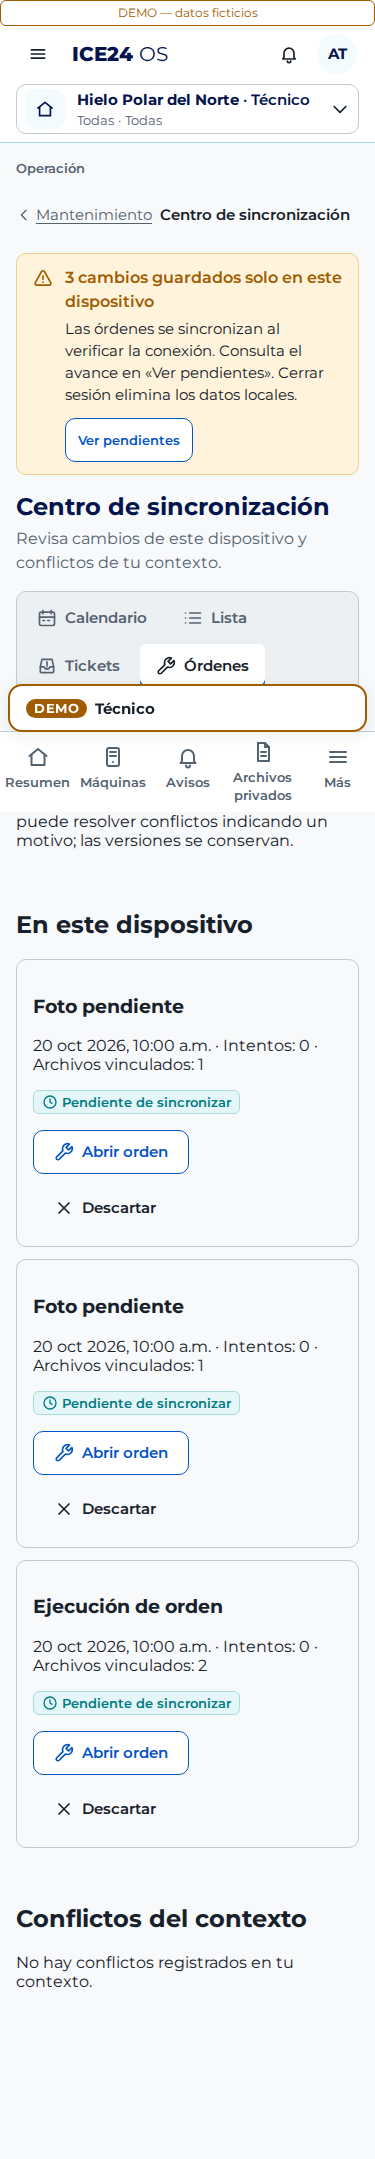 DEMO — datos ficticios
ICE24 OS
AT
Hielo Polar del Norte · Técnico
Todas · Todas
Operación
Mantenimiento Centro de sincronización
3 cambios guardados solo en este
dispositivo
Las órdenes se sincronizan al
verificar la conexión. Consulta el
avance en «Ver pendientes». Cerrar
sesión elimina los datos locales.
Ver pendientes
Centro de sincronización
Revisa cambios de este dispositivo y
conflictos de tu contexto.
Calendario Lista
Tickets Órdenes
DEMO Técnico
Resumen Máquinas Avisos Archivos privados Más
puede resolver conflictos indicando un
motivo; las versiones se conservan.
En este dispositivo
Foto pendiente
20 oct 2026, 10:00 a.m. · Intentos: 0 ·
Archivos vinculados: 1
Pendiente de sincronizar
Abrir orden
Descartar
Foto pendiente
20 oct 2026, 10:00 a.m. · Intentos: 0 ·
Archivos vinculados: 1
Pendiente de sincronizar
Abrir orden
Descartar
Ejecución de orden
20 oct 2026, 10:00 a.m. · Intentos: 0 ·
Archivos vinculados: 2
Pendiente de sincronizar
Abrir orden
Descartar
Conflictos del contexto
No hay conflictos registrados en tu
contexto.